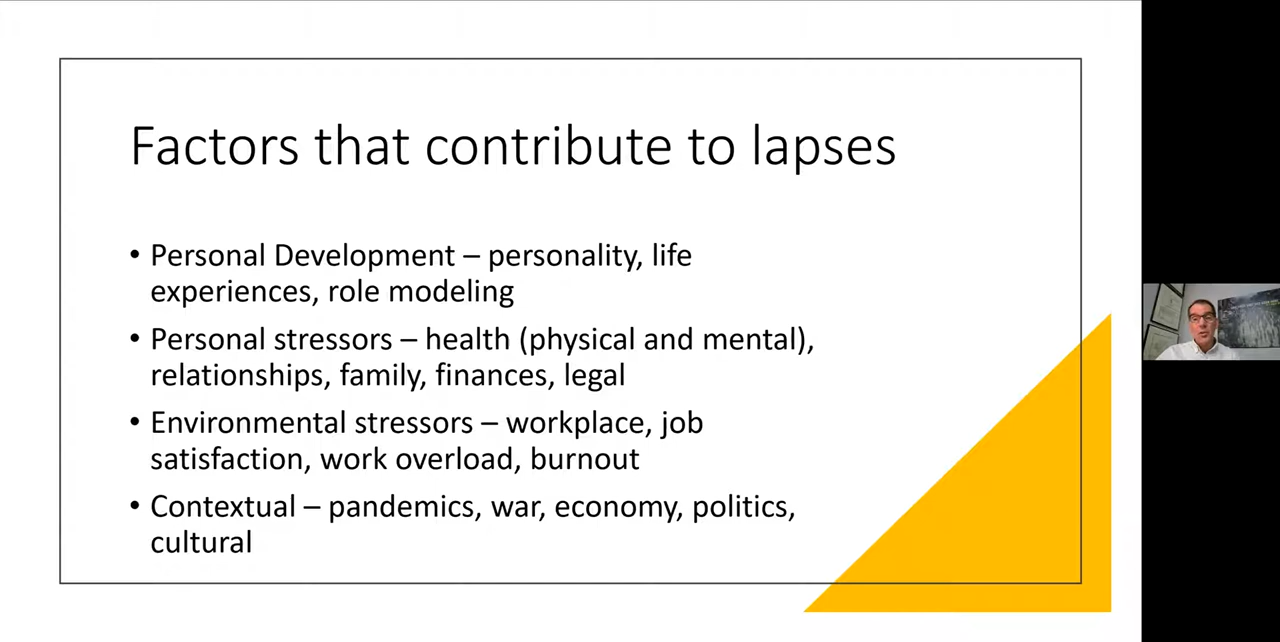 Factors that contribute to lapses
• Personal Development – personality, life
experiences, role modeling
• Personal stressors – health (physical and mental),
relationships, family, finances, legal
• Environmental stressors – workplace, job
satisfaction, work overload, burnout
• Contextual – pandemics, war, economy, politics,
cultural